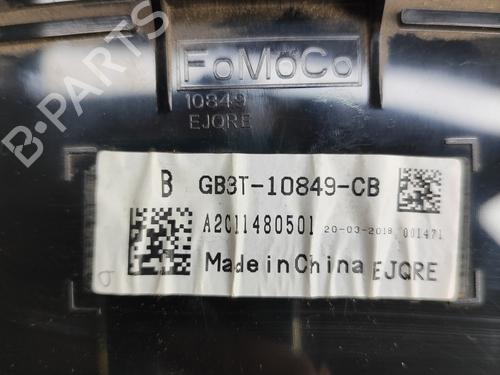 B-PARTS
FoMoCo
10849
EJQRE
B GB3T-10849-CB
A2C11480501 20-03-2018 001471
Made in China EJQRE